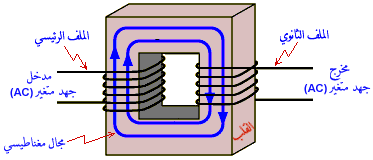 الملف الرئيسي
الملف الثانوي
مدخل
جهد متغير (AC)
مخرج
جهد متغير (AC)
القلب
مجال مغناطيسي